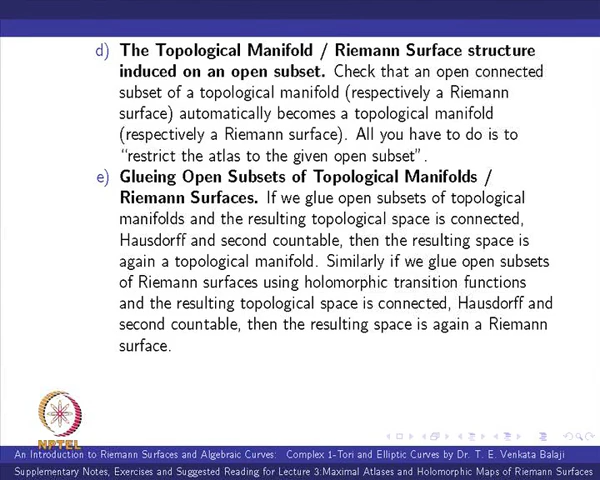 d) The Topological Manifold / Riemann Surface structure
induced on an open subset. Check that an open connected
subset of a topological manifold (respectively a Riemann
surface) automatically becomes a topological manifold
(respectively a Riemann surface). All you have to do is to
“restrict the atlas to the given open subset”.
e) Glueing Open Subsets of Topological Manifolds /
Riemann Surfaces. If we glue open subsets of topological
manifolds and the resulting topological space is connected,
Hausdorff and second countable, then the resulting space is
again a topological manifold. Similarly if we glue open subsets
of Riemann surfaces using holomorphic transition functions
and the resulting topological space is connected, Hausdorff and
second countable, then the resulting space is again a Riemann
surface.
NPTEL
An Introduction to Riemann Surfaces and Algebraic Curves: Complex 1-Tori and Elliptic Curves by Dr. T. E. Venkata Balaji
Supplementary Notes, Exercises and Suggested Reading for Lecture 3:Maximal Atlases and Holomorphic Maps of Riemann Surfaces